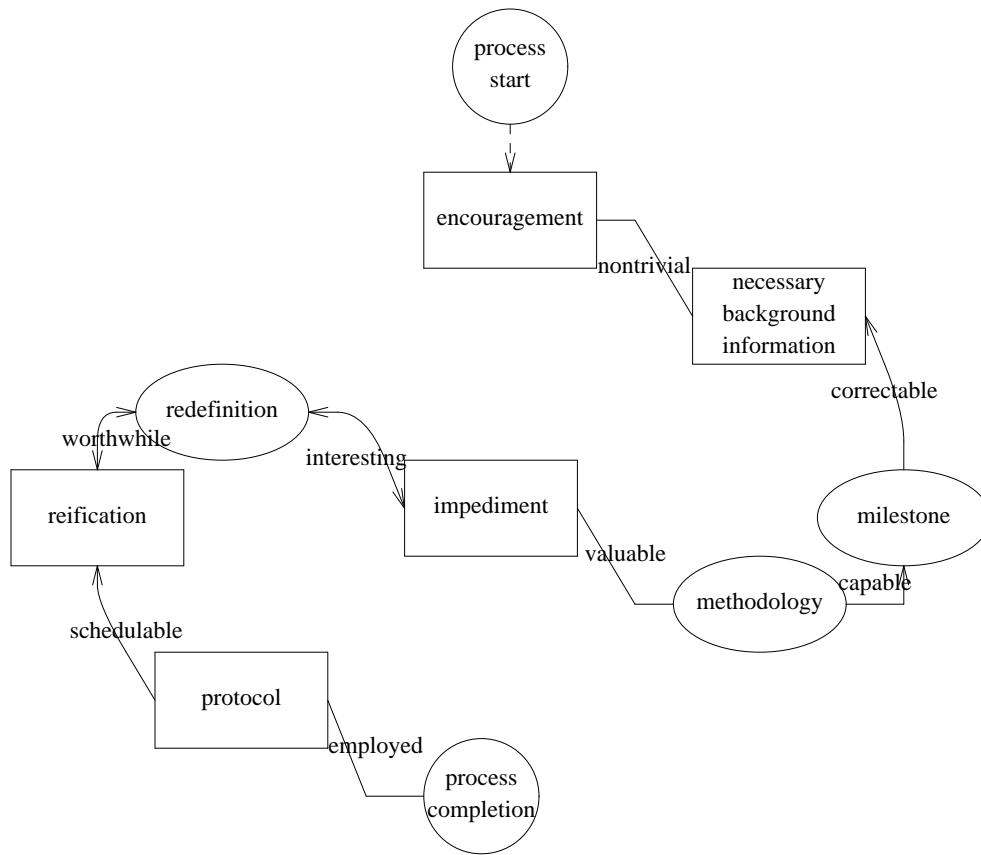 process
start
encouragement
nontrivial
necessary
background
information
correctable
redefinition
worthwhile
interesting
reification
impediment
milestone
valuable
capable
methodology
schedulable
protocol
employed
process
completion